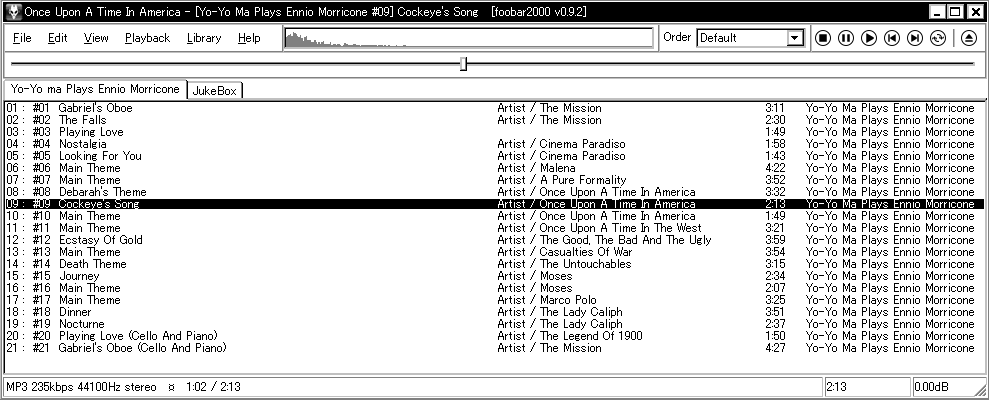 Once Upon A Time In America - [Yo-Yo Ma Plays Ennio Morricone #09] Cockeye's Song [foobar2000 v0.9.2]
File Edit View Playback Library Help Order Default
Yo-Yo ma Plays Ennio Morricone JukeBox
01 : #01 Gabriel's Oboe Artist / The Mission 3:11 Yo-Yo Ma Plays Ennio Morricone
02 : #02 The Falls Artist / The Mission 2:30 Yo-Yo Ma Plays Ennio Morricone
03 : #03 Playing Love 1:49 Yo-Yo Ma Plays Ennio Morricone
04 : #04 Nostalgia Artist / Cinema Paradiso 1:58 Yo-Yo Ma Plays Ennio Morricone
05 : #05 Looking For You Artist / Cinema Paradiso 1:43 Yo-Yo Ma Plays Ennio Morricone
06 : #06 Main Theme Artist / Malena 4:22 Yo-Yo Ma Plays Ennio Morricone
07 : #07 Main Theme Artist / A Pure Formality 3:52 Yo-Yo Ma Plays Ennio Morricone
08 : #08 Debarah's Theme Artist / Once Upon A Time In America 3:32 Yo-Yo Ma Plays Ennio Morricone
09 : #09 Cockeye's Song Artist / Once Upon A Time In America 2:13 Yo-Yo Ma Plays Ennio Morricone
10 : #10 Main Theme Artist / Once Upon A Time In America 1:49 Yo-Yo Ma Plays Ennio Morricone
11 : #11 Main Theme Artist / Once Upon A Time In The West 3:21 Yo-Yo Ma Plays Ennio Morricone
12 : #12 Ecstasy Of Gold Artist / The Good, The Bad And The Ugly 3:59 Yo-Yo Ma Plays Ennio Morricone
13 : #13 Main Theme Artist / Casualties Of War 3:54 Yo-Yo Ma Plays Ennio Morricone
14 : #14 Death Theme Artist / The Untouchables 3:15 Yo-Yo Ma Plays Ennio Morricone
15 : #15 Journey Artist / Moses 2:34 Yo-Yo Ma Plays Ennio Morricone
16 : #16 Main Theme Artist / Moses 2:07 Yo-Yo Ma Plays Ennio Morricone
17 : #17 Main Theme Artist / Marco Polo 3:25 Yo-Yo Ma Plays Ennio Morricone
18 : #18 Dinner Artist / The Lady Caliph 3:51 Yo-Yo Ma Plays Ennio Morricone
19 : #19 Nocturne Artist / The Lady Caliph 2:37 Yo-Yo Ma Plays Ennio Morricone
20 : #20 Playing Love (Cello And Piano) Artist / The Legend Of 1900 1:50 Yo-Yo Ma Plays Ennio Morricone
21 : #21 Gabriel's Oboe (Cello And Piano) Artist / The Mission 4:27 Yo-Yo Ma Plays Ennio Morricone
MP3 235kbps 44100Hz stereo ¤ 1:02 / 2:13 2:13 0.00dB